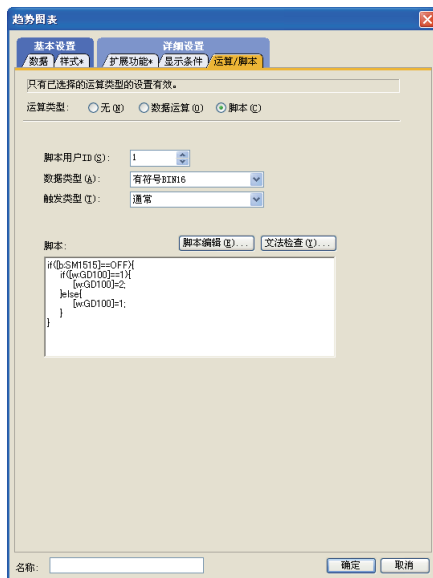 趋势图表
基本设置
详细设置
数据
样式*
扩展功能*
显示条件
运算/脚本
只有已选择的运算类型的设置有效。
运算类型: 无(N) 数据运算(O) 脚本(C)
脚本用户ID(S): 1
数据类型(A): 有符号BIN16
触发类型(T): 通常
脚本: 脚本编辑(E)... 文法检查(Y)...
if([b:SM1515]==OFF){
if([w:GD100]==1){
[w:GD100]=2;
}else{
[w:GD100]=1;
}
}
名称: 确定 取消